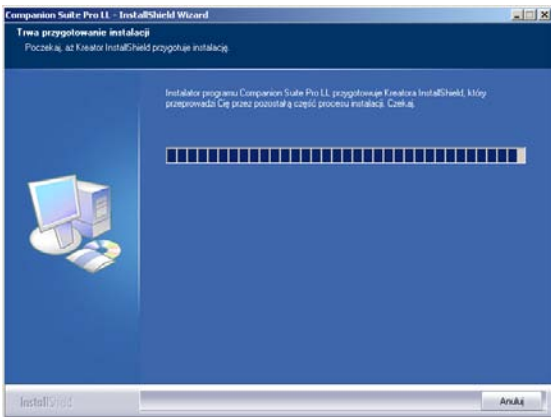 Companion Suite Pro LL - InstallShield Wizard
Trwa przygotowanie instalacji
Poczekaj, aż Kreator InstallShield przygotuje instalację.
Instalator programu Companion Suite Pro LL przygotowuje Kreatora InstallShield, który
przeprowadzi Cię przez pozostałą część procesu instalacji. Czekaj.
InstallShield
Anuluj